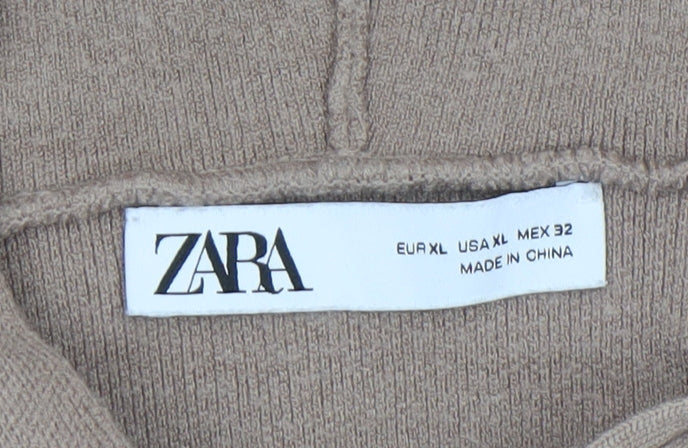 ZARA
EUR XL USA XL MEX 32
MADE IN CHINA